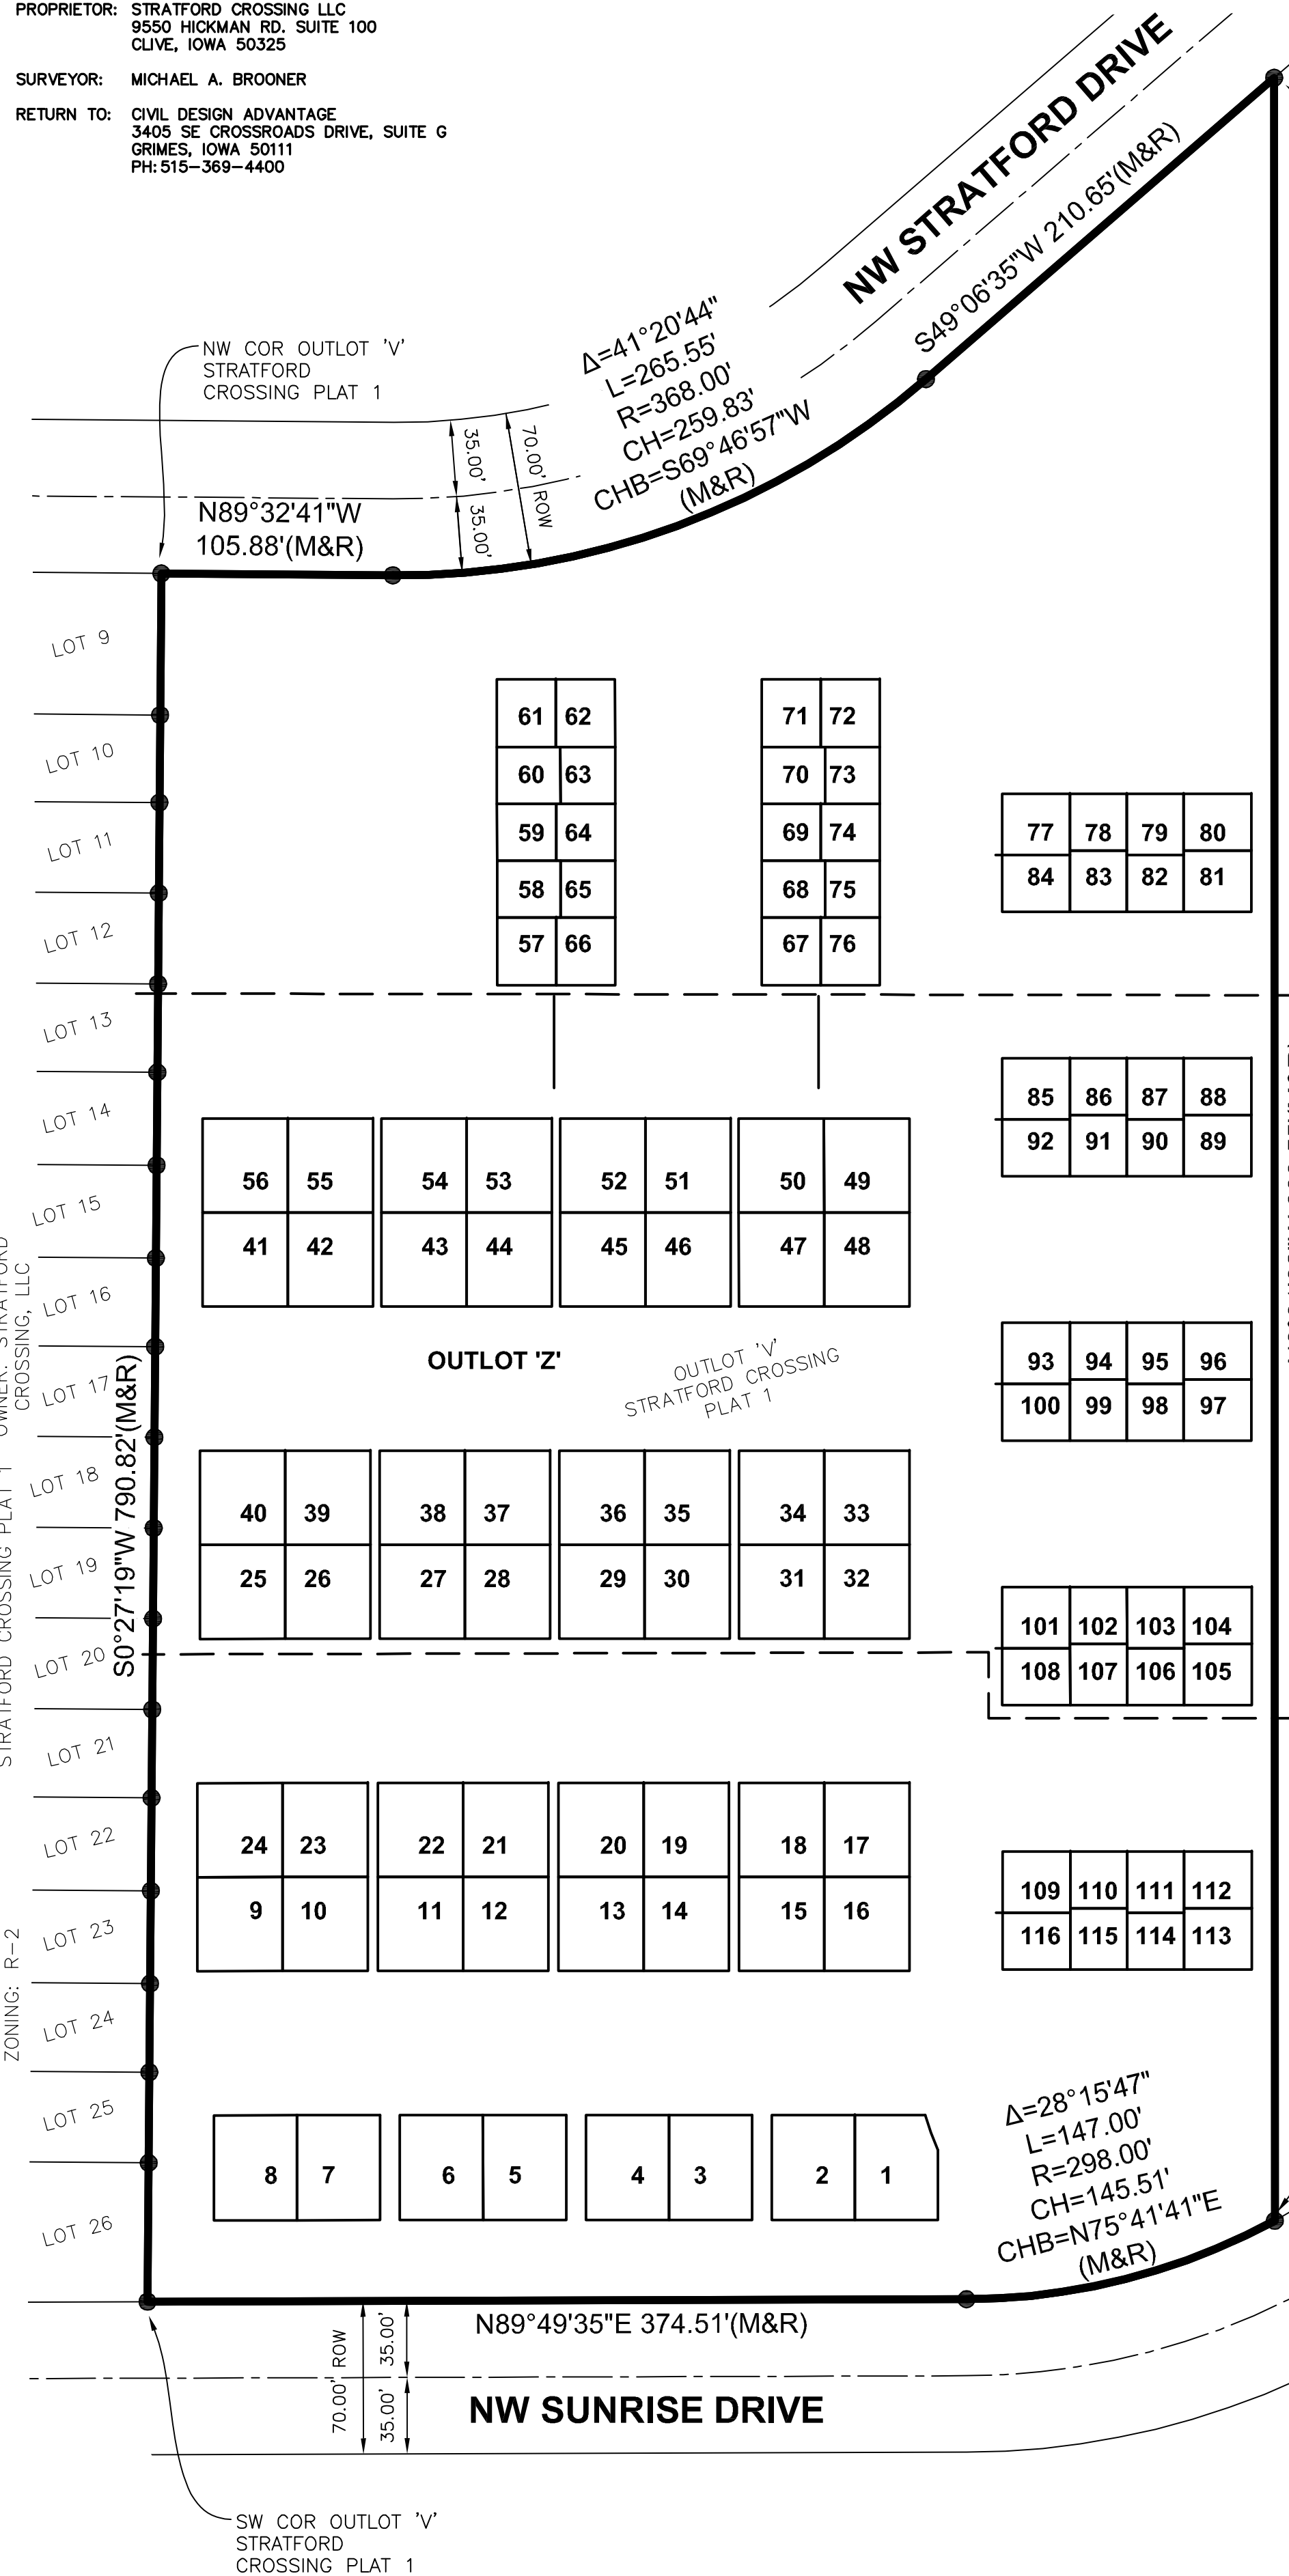 PROPRIETOR: STRATFORD CROSSING LLC
9550 HICKMAN RD. SUITE 100
CLIVE, IOWA 50325
SURVEYOR: MICHAEL A. BROONER
RETURN TO: CIVIL DESIGN ADVANTAGE
3405 SE CROSSROADS DRIVE, SUITE G
GRIMES, IOWA 50111
PH: 515-369-4400
NW STRATFORD DRIVE
S49°06'35"W 210.65'(M&R)
Δ=41°20'44"
L=265.55'
R=368.00'
CH=259.83'
CHB=S69°46'57"W
(M&R)
NW COR OUTLOT 'V'
STRATFORD
CROSSING PLAT 1
35.00'
35.00'
70.00' ROW
N89°32'41"W
105.88'(M&R)
LOT 9
LOT 10
LOT 11
LOT 12
LOT 13
LOT 14
LOT 15
LOT 16
LOT 17
LOT 18
LOT 19
LOT 20
LOT 21
LOT 22
LOT 23
LOT 24
LOT 25
LOT 26
STRATFORD CROSSING PLAT 1
OWNER: STRATFORD
CROSSING, LLC
ZONING: R-2
S0°27'19"W 790.82'(M&R)
61 62
60 63
59 64
58 65
57 66
71 72
70 73
69 74
68 75
67 76
77 78 79 80
84 83 82 81
85 86 87 88
92 91 90 89
56 55 54 53 52 51 50 49
41 42 43 44 45 46 47 48
OUTLOT 'Z'
OUTLOT 'V'
STRATFORD CROSSING
PLAT 1
93 94 95 96
100 99 98 97
40 39 38 37 36 35 34 33
25 26 27 28 29 30 31 32
101 102 103 104
108 107 106 105
24 23 22 21 20 19 18 17
9 10 11 12 13 14 15 16
109 110 111 112
116 115 114 113
8 7 6 5 4 3 2 1
Δ=28°15'47"
L=147.00'
R=298.00'
CH=145.51'
CHB=N75°41'41"E
(M&R)
N89°49'35"E 374.51'(M&R)
70.00' ROW
35.00'
35.00'
NW SUNRISE DRIVE
SW COR OUTLOT 'V'
STRATFORD
CROSSING PLAT 1